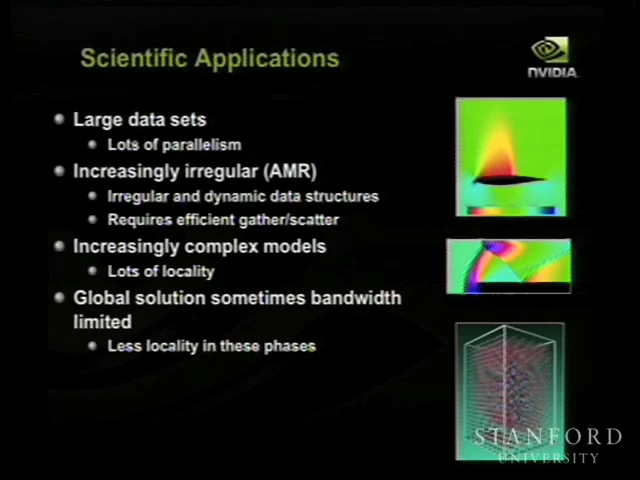 Scientific Applications
NVIDIA
Large data sets
Lots of parallelism
Increasingly irregular (AMR)
Irregular and dynamic data structures
Requires efficient gather/scatter
Increasingly complex models
Lots of locality
Global solution sometimes bandwidth
limited
Less locality in these phases
STANFORD
UNIVERSITY